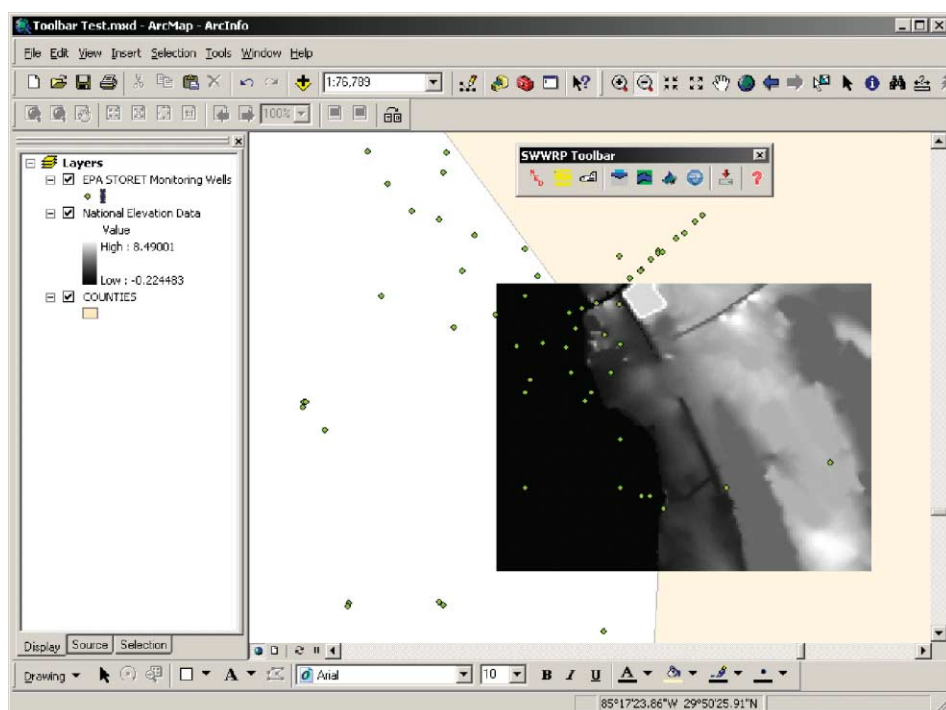 Toolbar Test.mxd - ArcMap - ArcInfo
File Edit View Insert Selection Tools Window Help
1:76,789
100%
Layers
EPA STORET Monitoring Wells
National Elevation Data
Value
High : 8.49001
Low : -0.224483
COUNTIES
SWWRP Toolbar
NED
?
Display Source Selection
Drawing A Arial 10 B I U A
85°17'23.86"W 29°50'25.91"N